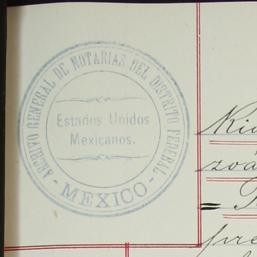 ARCHIVO GENERAL DE NOTARIAS DEL DISTRITO FEDERAL
Estados Unidos
Mexicanos.
- MEXICO -